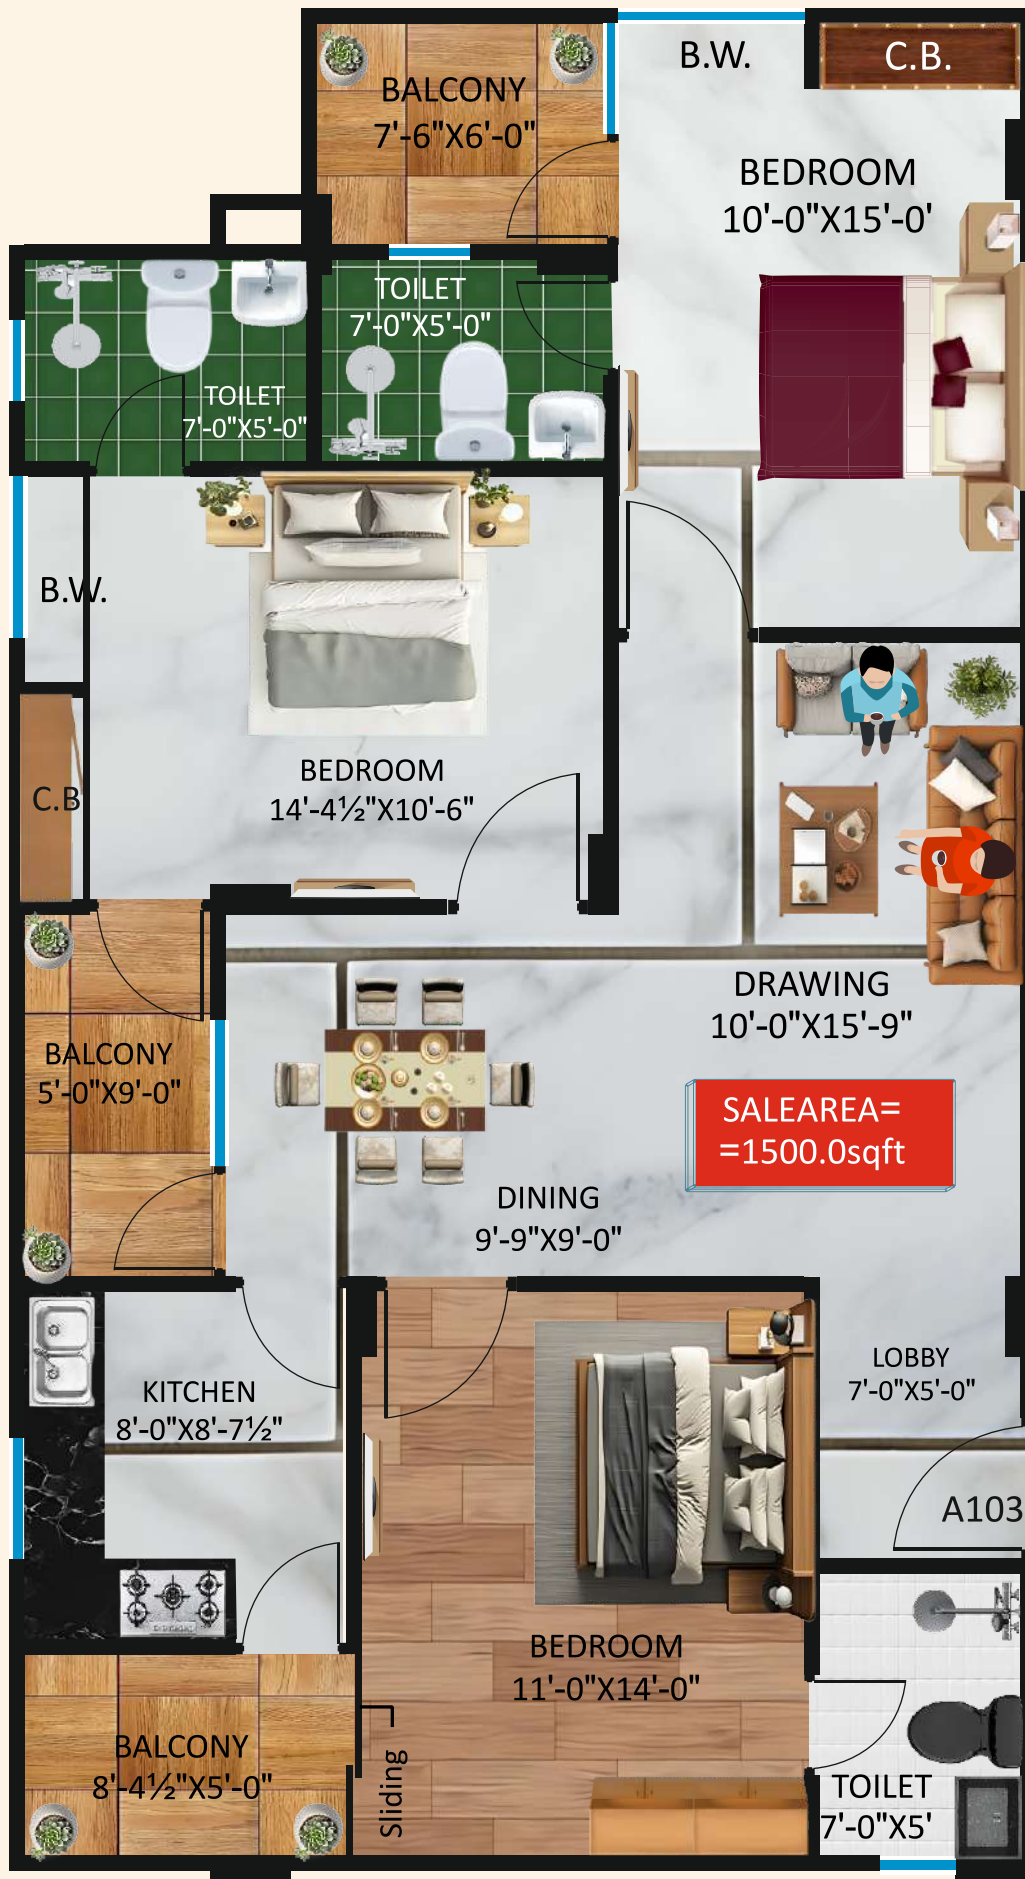 B.W.
C.B.
BALCONY
7'-6"X6'-0"
BEDROOM
10'-0"X15'-0'
TOILET
7'-0"X5'-0"
TOILET
7'-0"X5'-0"
B.W.
BEDROOM
14'-4½"X10'-6"
C.B
DRAWING
10'-0"X15'-9"
BALCONY
5'-0"X9'-0"
SALEAREA=
=1500.0sqft
DINING
9'-9"X9'-0"
LOBBY
7'-0"X5'-0"
KITCHEN
8'-0"X8'-7½"
A103
BEDROOM
11'-0"X14'-0"
BALCONY
8'-4½"X5'-0"
Sliding
TOILET
7'-0"X5'